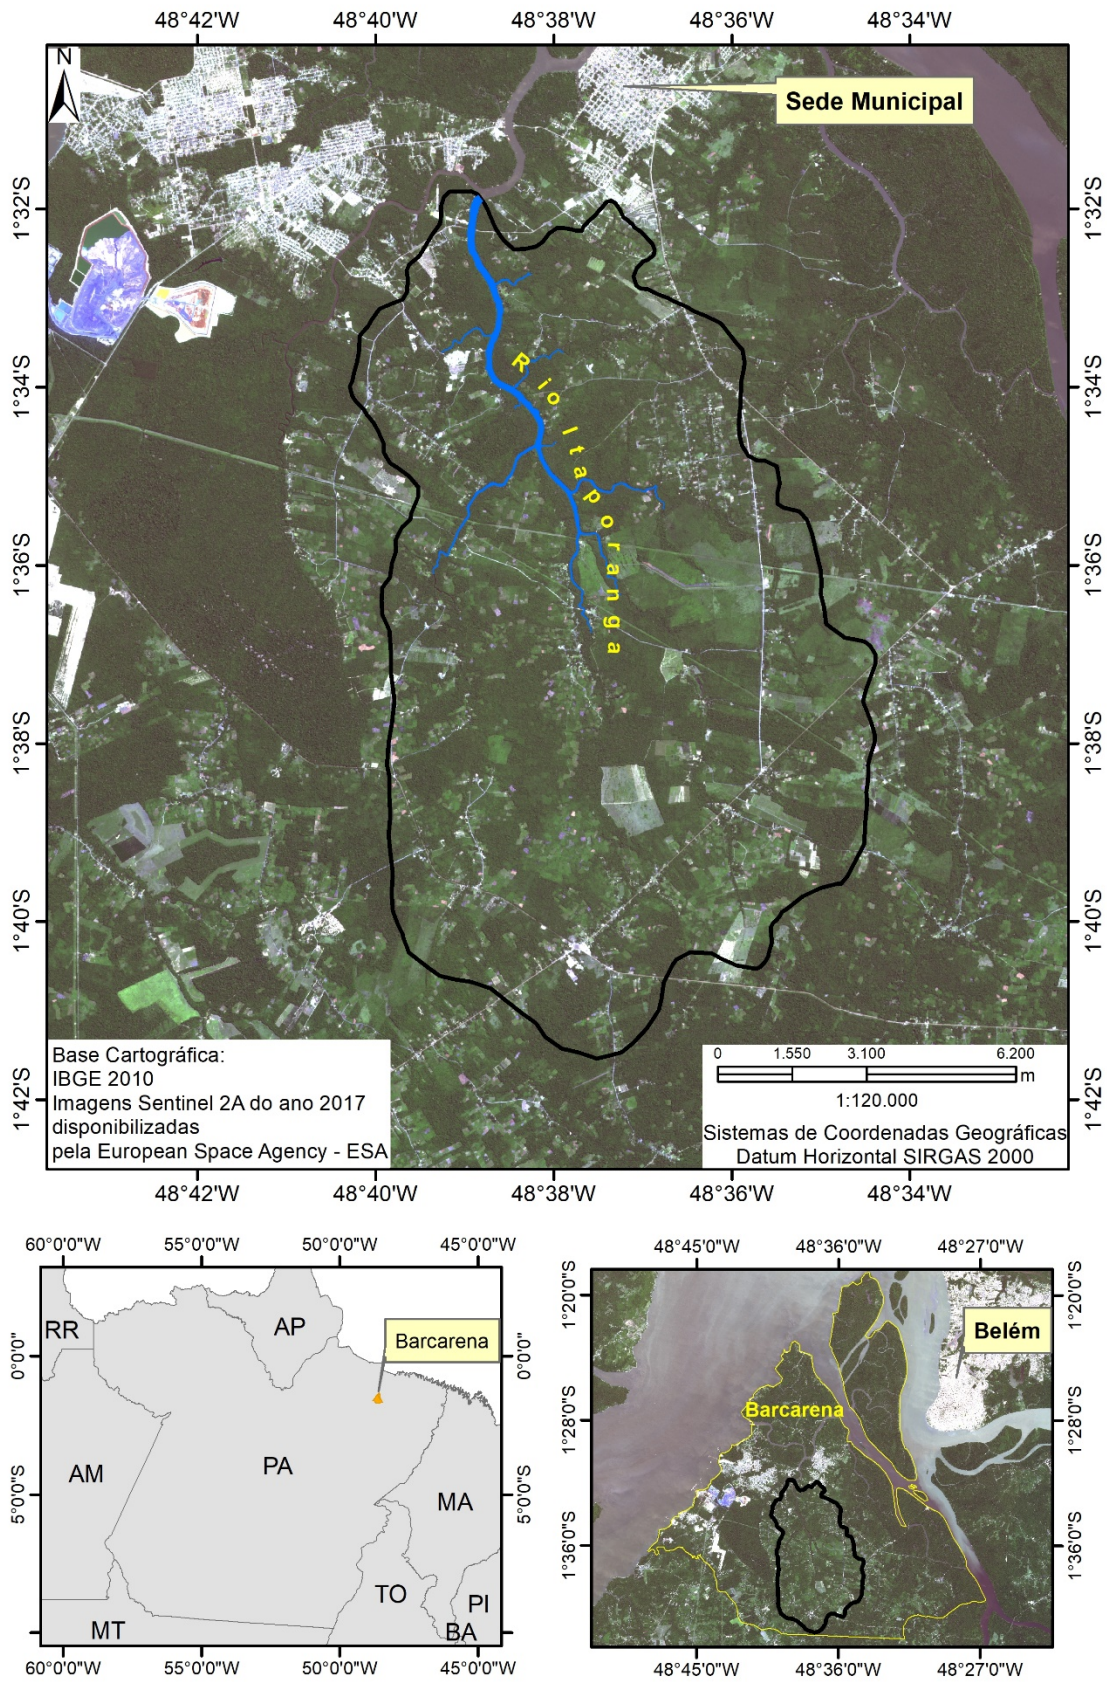 48°42'W 48°40'W 48°38'W 48°36'W 48°34'W
N
Sede Municipal
1°32'S 1°32'S
1°34'S 1°34'S
Rio Itaporanga
1°36'S 1°36'S
1°38'S 1°38'S
1°40'S 1°40'S
1°42'S 1°42'S
Base Cartográfica:
IBGE 2010
Imagens Sentinel 2A do ano 2017
disponibilizadas
pela European Space Agency - ESA
0 1.550 3.100 6.200
m
1:120.000
Sistemas de Coordenadas Geográficas
Datum Horizontal SIRGAS 2000
48°42'W 48°40'W 48°38'W 48°36'W 48°34'W
60°0'0"W 55°0'0"W 50°0'0"W 45°0'0"W
RR
AP
Barcarena
0°0'0" 0°0'0"
AM
PA
MA
5°0'0"S 5°0'0"S
TO
PI
MT
BA
60°0'0"W 55°0'0"W 50°0'0"W 45°0'0"W
48°45'0"W 48°36'0"W 48°27'0"W
1°20'0"S 1°20'0"S
Belém
Barcarena
1°28'0"S 1°28'0"S
1°36'0"S 1°36'0"S
48°45'0"W 48°36'0"W 48°27'0"W